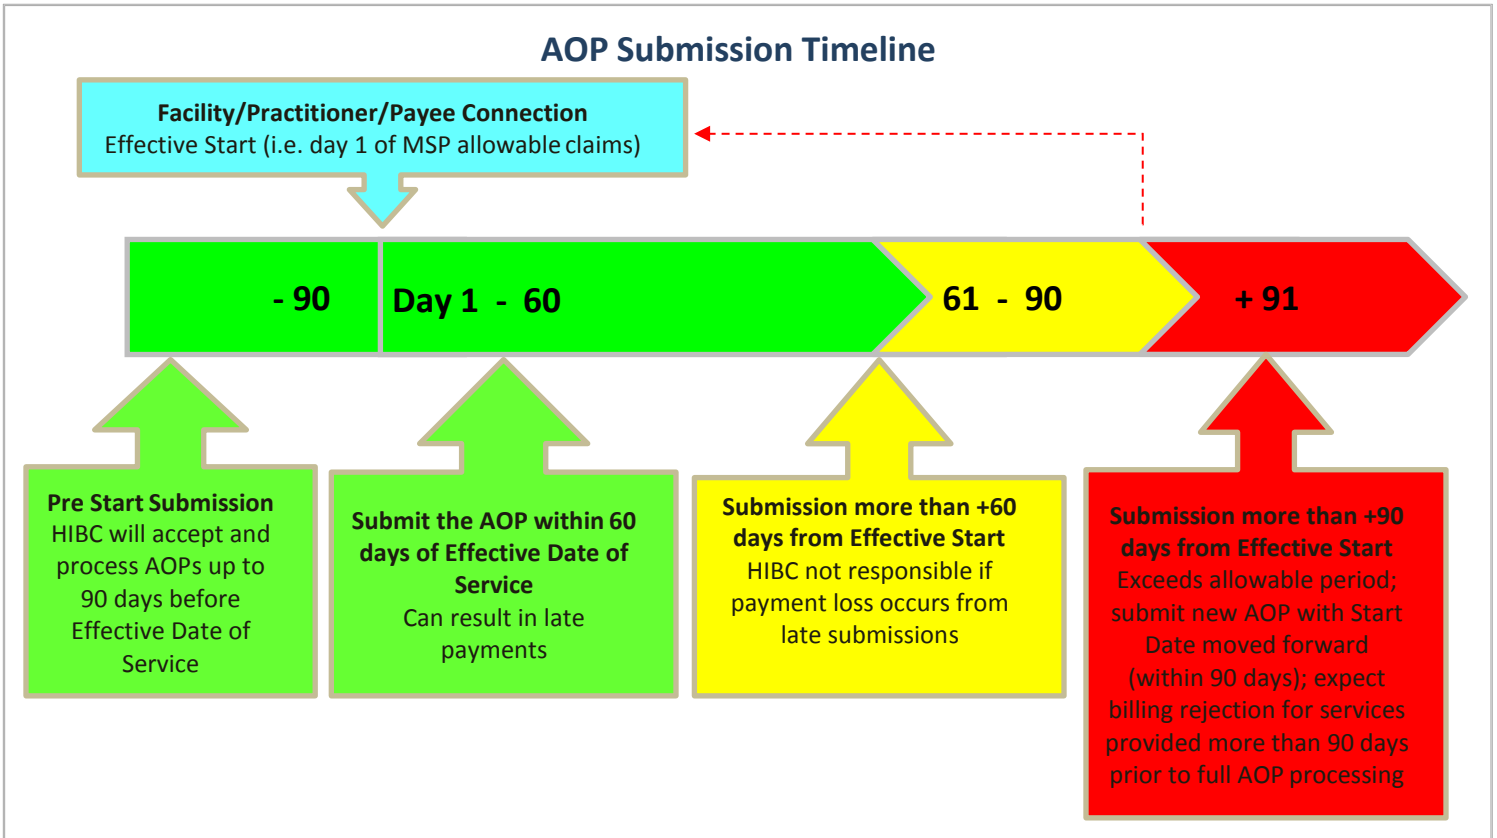 AOP Submission Timeline
Facility/Practitioner/Payee Connection
Effective Start (i.e. day 1 of MSP allowable claims)
- 90
Day 1 - 60
61 - 90
+ 91
Pre Start Submission
HIBC will accept and
process AOPs up to
90 days before
Effective Date of
Service
Submit the AOP within 60
days of Effective Date of
Service
Can result in late
payments
Submission more than +60
days from Effective Start
HIBC not responsible if
payment loss occurs from
late submissions
Submission more than +90
days from Effective Start
Exceeds allowable period;
submit new AOP with Start
Date moved forward
(within 90 days); expect
billing rejection for services
provided more than 90 days
prior to full AOP processing